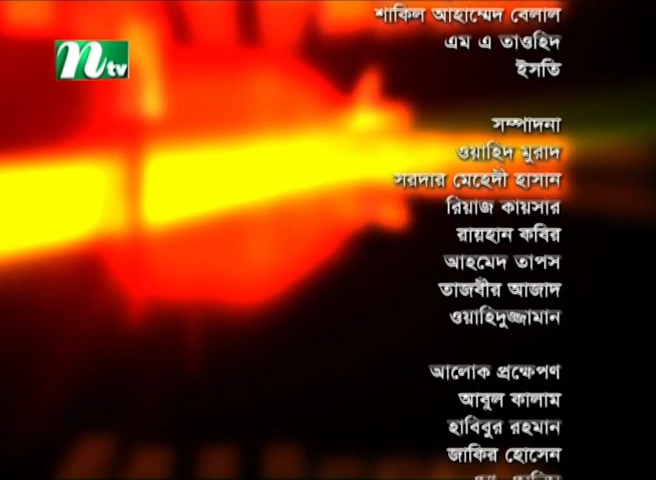 শাকিল আহাম্মেদ বেলাল
ntv
এম এ তাওহিদ
ইসতি
সম্পাদনা
ওয়াহিদ মুরাদ
সরদার মেহেদী হাসান
রিয়াজ কায়সার
রায়হান কবির
আহমেদ তাপস
তাজবীর আজাদ
ওয়াহিদুজ্জামান
আলোক প্রক্ষেপণ
আবুল কালাম
হাবিবুর রহমান
জাকির হোসেন